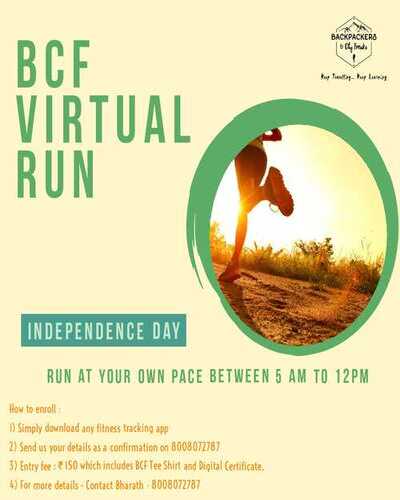 BACKPACKERS
& City Freaks
Keep Travelling... Keep Learning..
BCF
VIRTUAL
RUN
INDEPENDENCE DAY
RUN AT YOUR OWN PACE BETWEEN 5 AM TO 12PM
How to enroll :
1) Simply download any fitness tracking app
2) Send us your details as a confirmation on 8008072787
3) Entry fee : ₹ 150 which includes BCF Tee Shirt and Digital Certificate,
4) For more details - Contact Bharath - 8008072787